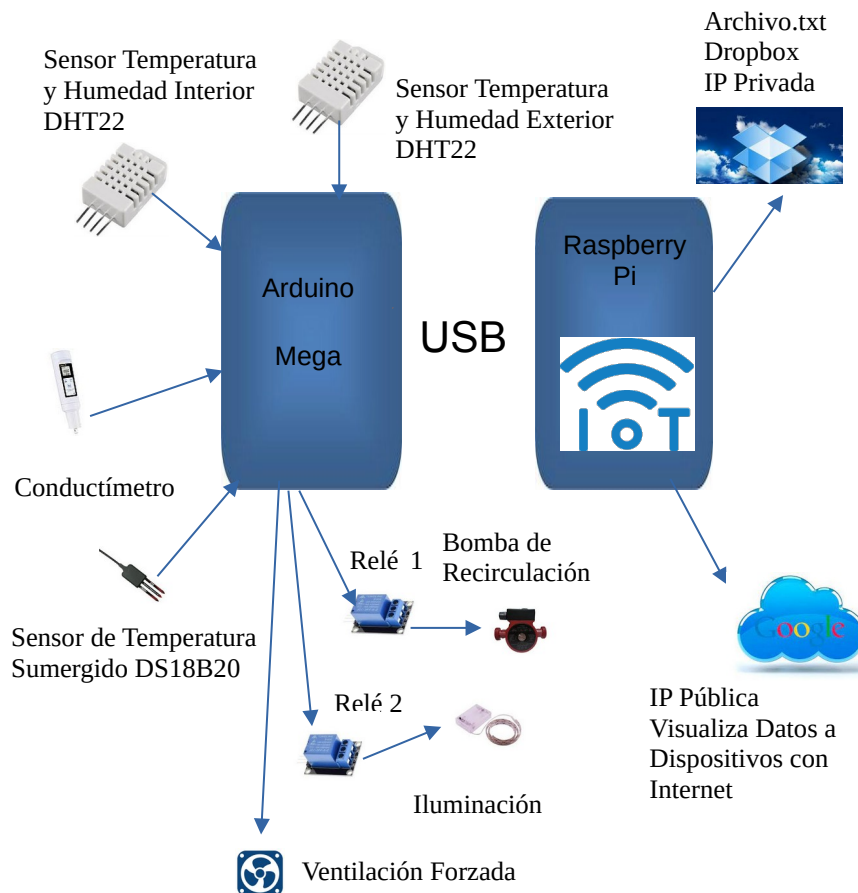 Archivo.txt
Dropbox
IP Privada
Sensor Temperatura
y Humedad Interior
DHT22
Sensor Temperatura
y Humedad Exterior
DHT22
Arduino
Mega
USB
Raspberry
Pi
IoT
Conductímetro
Sensor de Temperatura
Sumergido DS18B20
Relé 1
Bomba de
Recirculación
Relé 2
Iluminación
Google
IP Pública
Visualiza Datos a
Dispositivos con
Internet
Ventilación Forzada